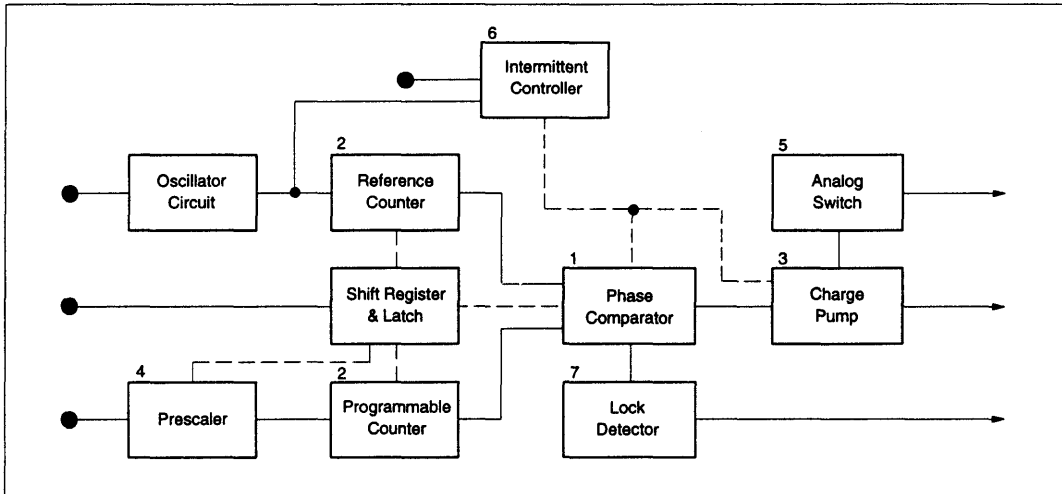 6
Intermittent
Controller
2
5
Oscillator
Circuit
Reference
Counter
Analog
Switch
1
3
Shift Register
& Latch
Phase
Comparator
Charge
Pump
4
2
7
Prescaler
Programmable
Counter
Lock
Detector